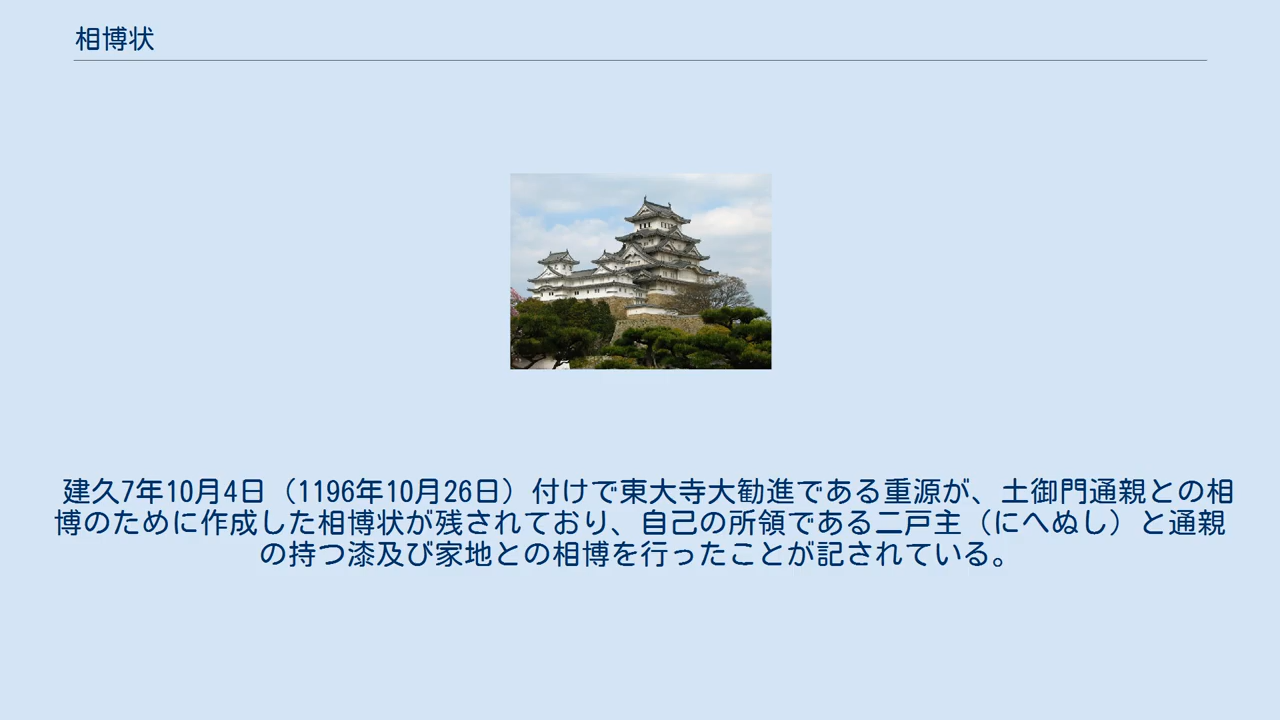 相博状
建久7年10月4日（1196年10月26日）付けで東大寺大勧進である重源が、土御門通親との相
博のために作成した相博状が残されており、自己の所領である二戸主（にへぬし）と通親
の持つ漆及び家地との相博を行ったことが記されている。